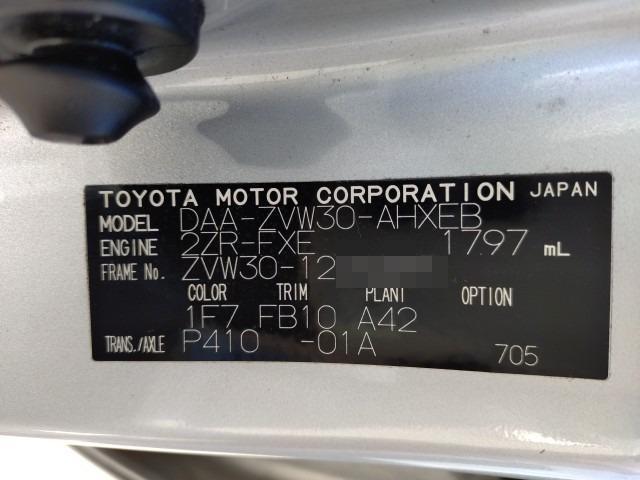 TOYOTA MOTOR CORPORATION JAPAN
MODEL DAA-ZVW30-AHXEB
ENGINE 2ZR-FXE 1797 mL
FRAME No. ZVW30-12
COLOR TRIM PLANT OPTION
1F7 FB10 A42
TRANS./AXLE P410 -01A 705